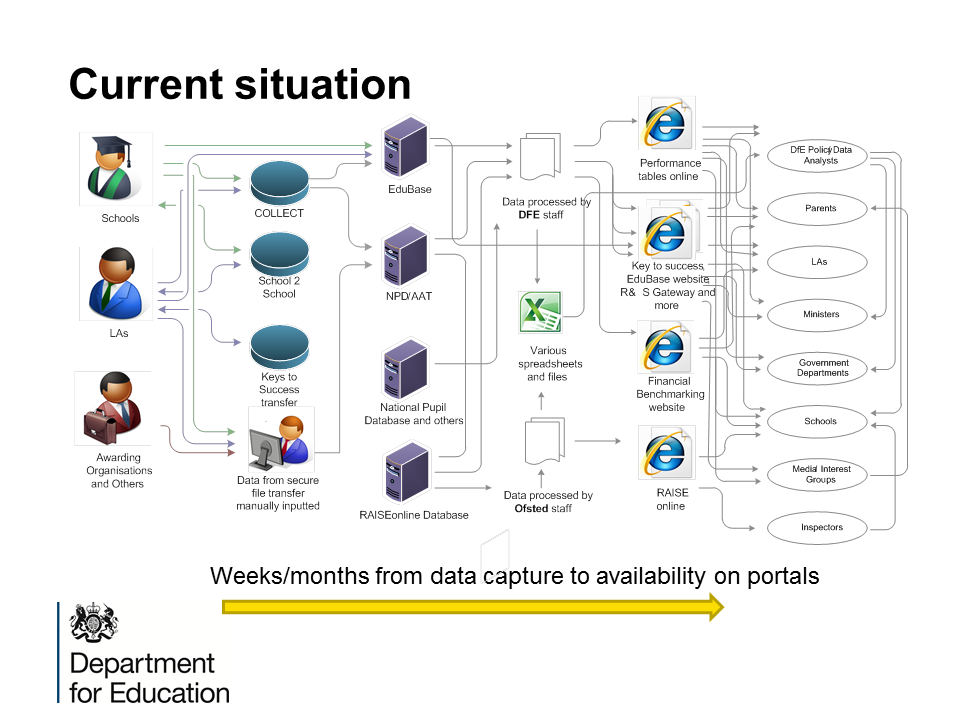 Current situation
Schools
LAs
Awarding
Organisations
and Others
COLLECT
School 2
School
Keys to
Success
transfer
Data from secure
file transfer
manually inputted
EduBase
NPD/AAT
National Pupil
Database and others
RAISEonline Database
Data processed by
DFE staff
Various
spreadsheets
and files
Data processed by
Ofsted staff
Performance
tables online
Key to success,
EduBase website
R& S Gateway and
more
Financial
Benchmarking
website
RAISE
online
DfE Policy/Data
Analysts
Parents
LAs
Ministers
Government
Departments
Schools
Media/ Interest
Groups
Inspectors
Weeks/months from data capture to availability on portals
Department
for Education